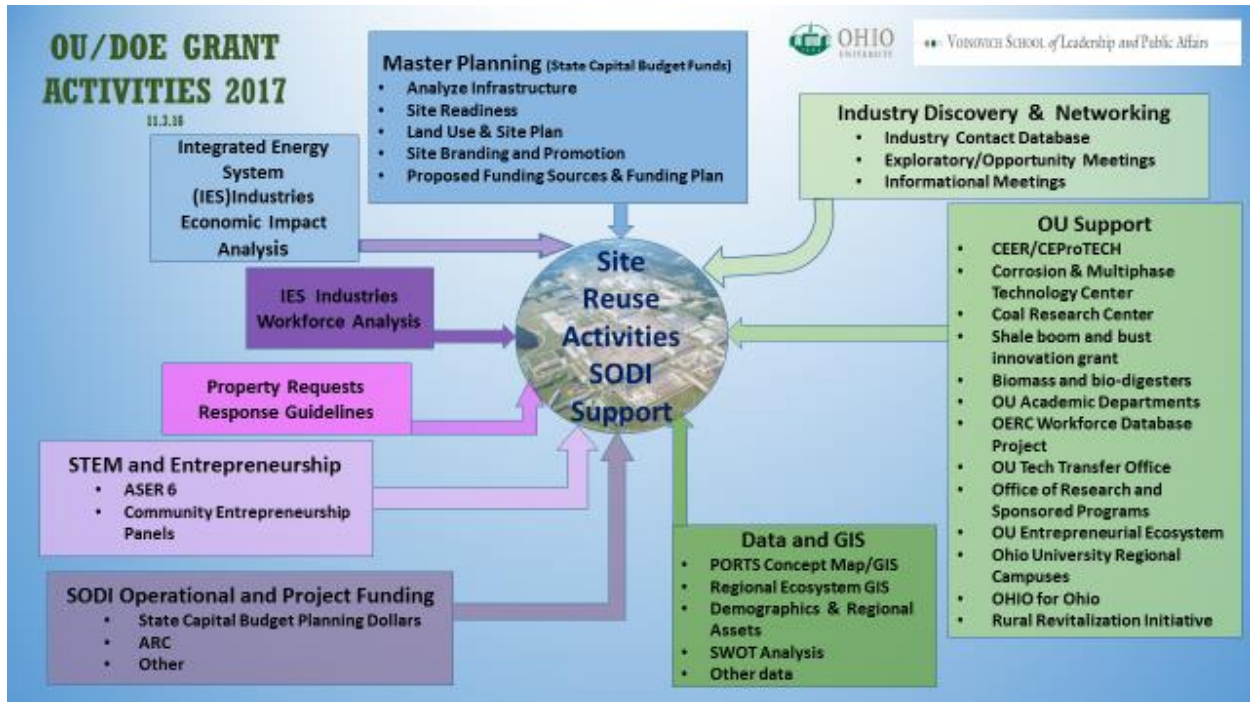 OU/DOE GRANT
ACTIVITIES 2017
11.3.16
OHIO
UNIVERSITY
VOINOVICH SCHOOL of Leadership and Public Affairs
Master Planning (State Capital Budget Funds)
• Analyze Infrastructure
• Site Readiness
• Land Use & Site Plan
• Site Branding and Promotion
• Proposed Funding Sources & Funding Plan
Industry Discovery & Networking
• Industry Contact Database
• Exploratory/Opportunity Meetings
• Informational Meetings
Integrated Energy
System
(IES)Industries
Economic Impact
Analysis
IES Industries
Workforce Analysis
Property Requests
Response Guidelines
STEM and Entrepreneurship
• ASER 6
• Community Entrepreneurship
Panels
SODI Operational and Project Funding
• State Capital Budget Planning Dollars
• ARC
• Other
Site
Reuse
Activities
SODI
Support
OU Support
• CEER/CEProTECH
• Corrosion & Multiphase
Technology Center
• Coal Research Center
• Shale boom and bust
innovation grant
• Biomass and bio-digesters
• OU Academic Departments
• OERC Workforce Database
Project
• OU Tech Transfer Office
• Office of Research and
Sponsored Programs
• OU Entrepreneurial Ecosystem
• Ohio University Regional
Campuses
• OHIO for Ohio
• Rural Revitalization Initiative
Data and GIS
• PORTS Concept Map/GIS
• Regional Ecosystem GIS
• Demographics & Regional
Assets
• SWOT Analysis
• Other data